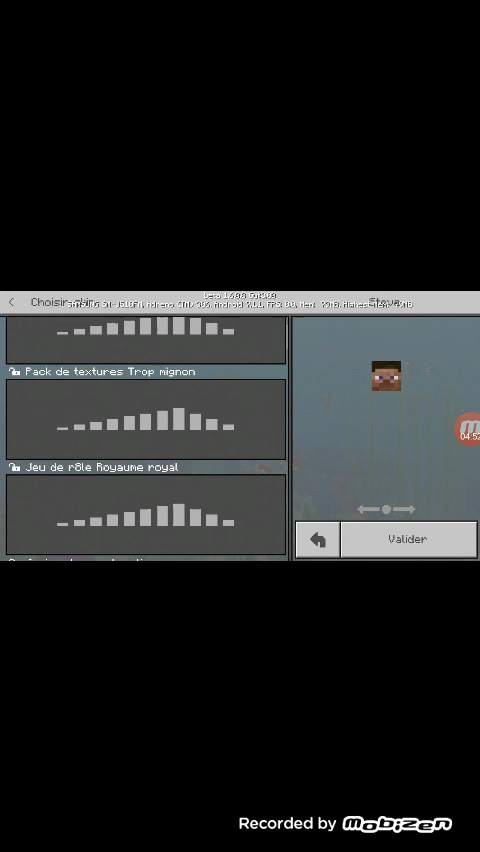 Choisir skin
Steve
Pack de textures Trop mignon
Jeu de rôle Royaume royal
04:52
Valider
Recorded by Mobizen